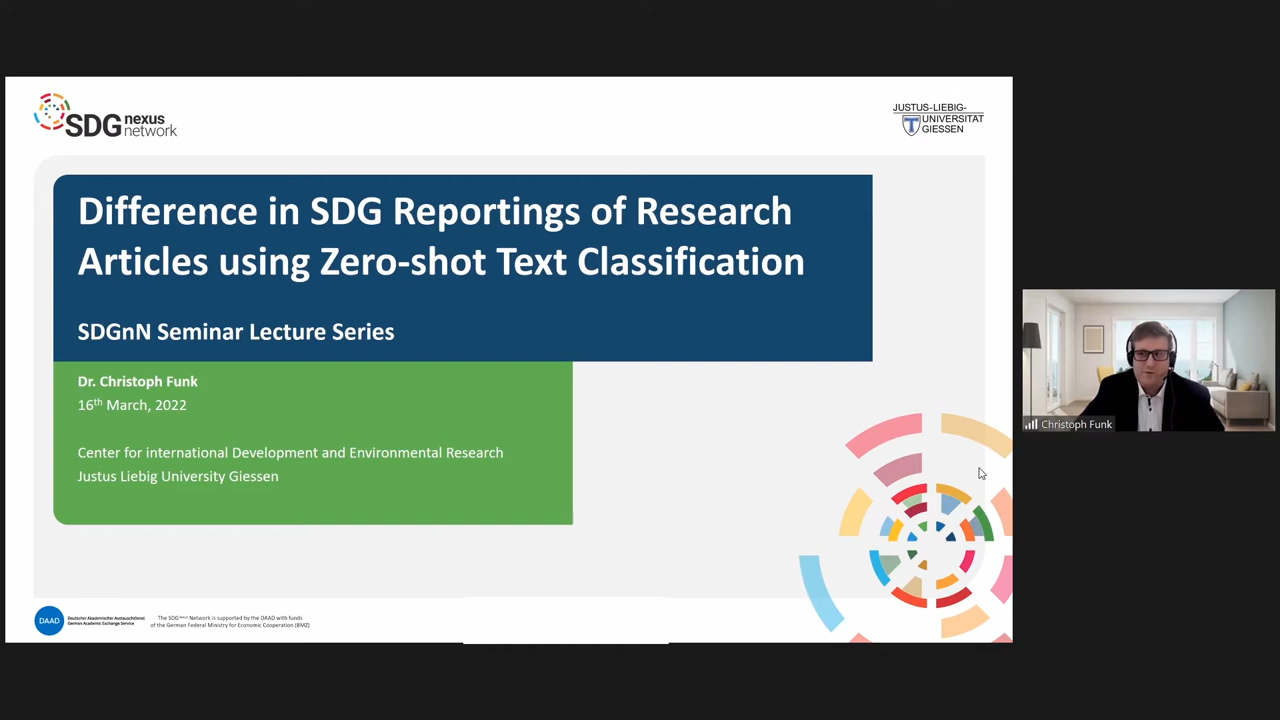 SDG nexus network
JUSTUS-LIEBIG-
UNIVERSITAT
GIESSEN
Difference in SDG Reportings of Research
Articles using Zero-shot Text Classification
SDGnN Seminar Lecture Series
Dr. Christoph Funk
16th March, 2022
Center for international Development and Environmental Research
Justus Liebig University Giessen
Christoph Funk
DAAD
Deutscher Akademischer Austauschdienst
German Academic Exchange Service
The SDG nexus Network is supported by the DAAD with funds
of the German Federal Ministry for Economic Cooperation (BMZ)